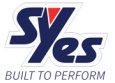 SYes
BUILT TO PERFORM